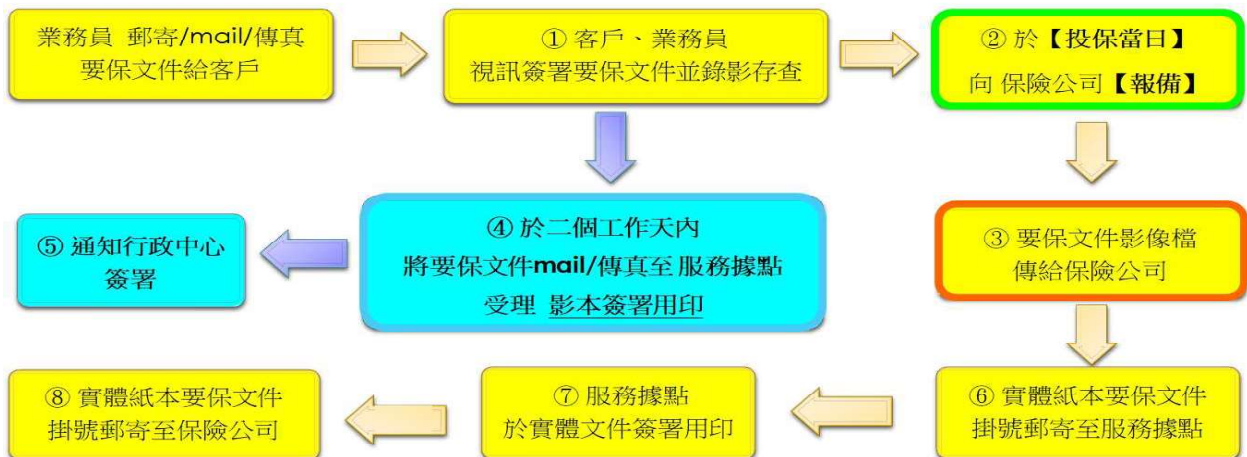 業務員 郵寄/mail/傳真
要保文件給客戶
① 客戶、業務員
視訊簽署要保文件並錄影存查
② 於【投保當日】
向 保險公司【報備】
③ 要保文件影像檔
傳給保險公司
④ 於二個工作天內
將要保文件mail/傳真至 服務據點
受理 影本簽署用印
⑤ 通知行政中心
簽署
⑥ 實體紙本要保文件
掛號郵寄至服務據點
⑦ 服務據點
於實體文件簽署用印
⑧ 實體紙本要保文件
掛號郵寄至保險公司